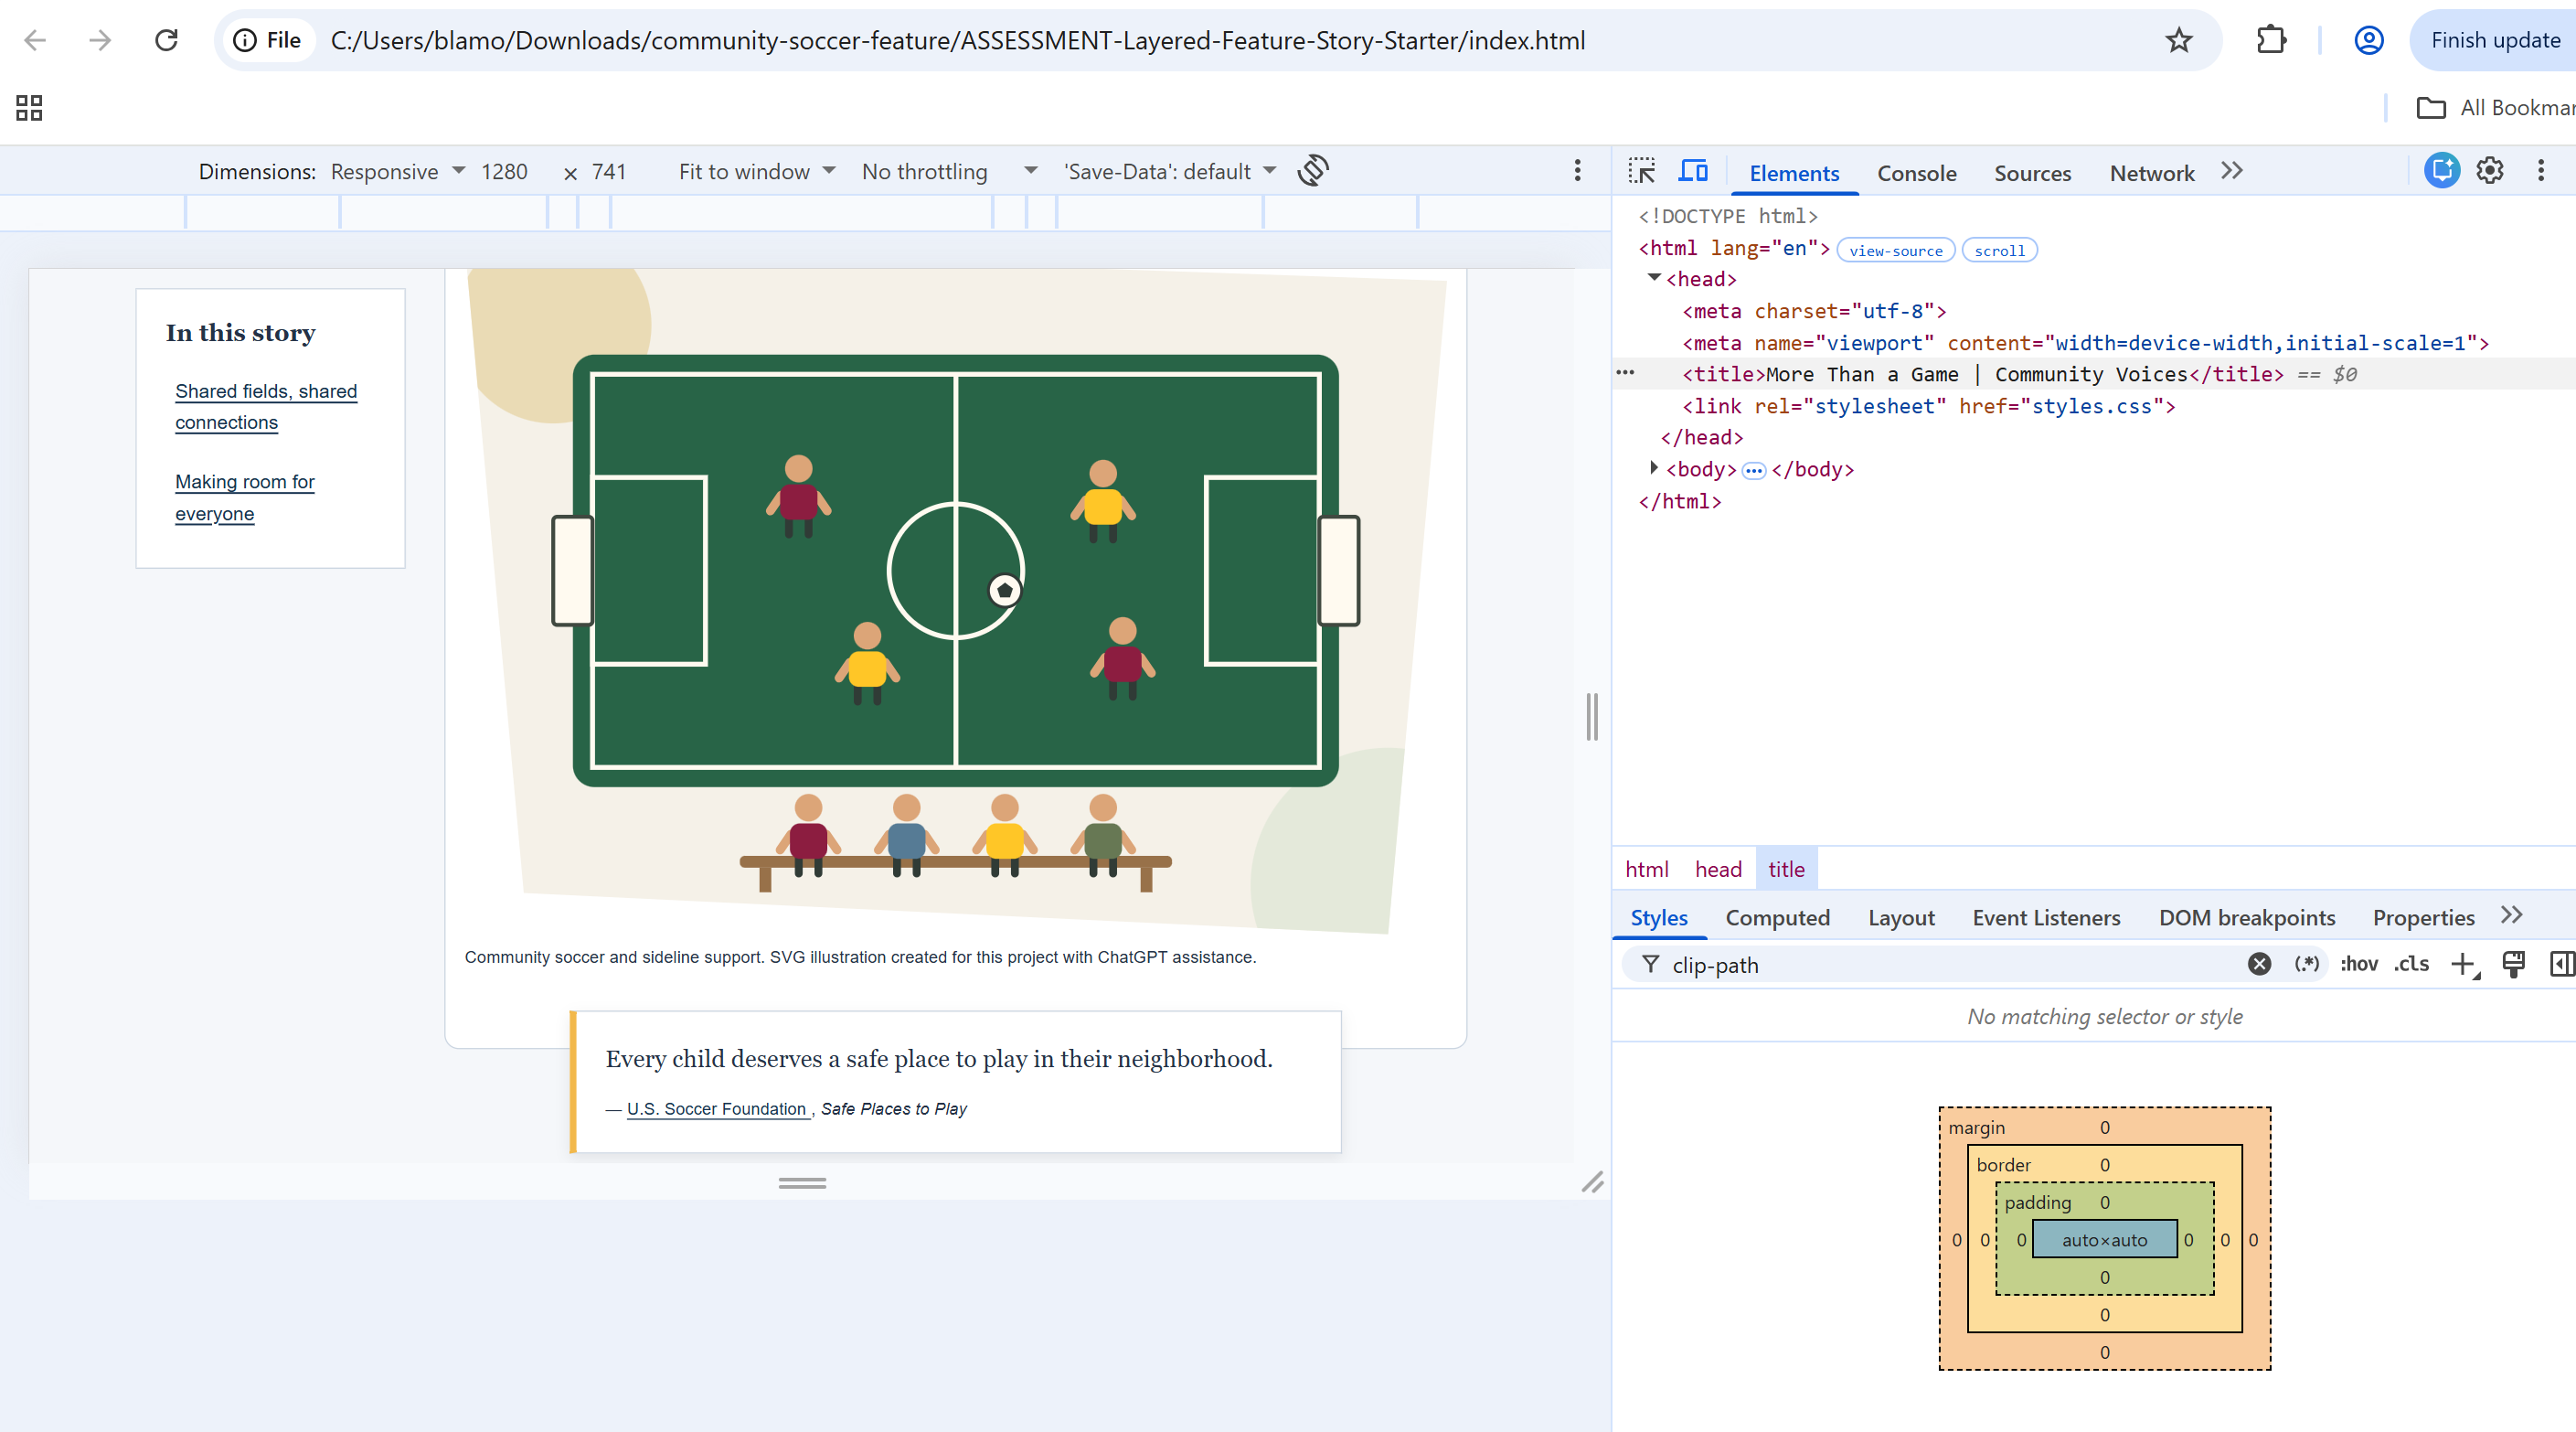 File
C:/Users/blamo/Downloads/community-soccer-feature/ASSESSMENT-Layered-Feature-Story-Starter/index.html
Finish update
All Bookmar
Dimensions: Responsive 1280 × 741 Fit to window No throttling 'Save-Data': default
In this story
Shared fields, shared
connections
Making room for
everyone
Community soccer and sideline support. SVG illustration created for this project with ChatGPT assistance.
Every child deserves a safe place to play in their neighborhood.
— U.S. Soccer Foundation , Safe Places to Play
Elements Console Sources Network
<!DOCTYPE html>
<html lang="en"> view-source scroll
<head>
<meta charset="utf-8">
<meta name="viewport" content="width=device-width,initial-scale=1">
<title>More Than a Game | Community Voices</title> == $0
<link rel="stylesheet" href="styles.css">
</head>
<body> ... </body>
</html>
html head title
Styles Computed Layout Event Listeners DOM breakpoints Properties
clip-path (.*) :hov .cls
No matching selector or style
margin 0
border 0
padding 0
0 0 0 auto×auto 0 0 0
0
0
0